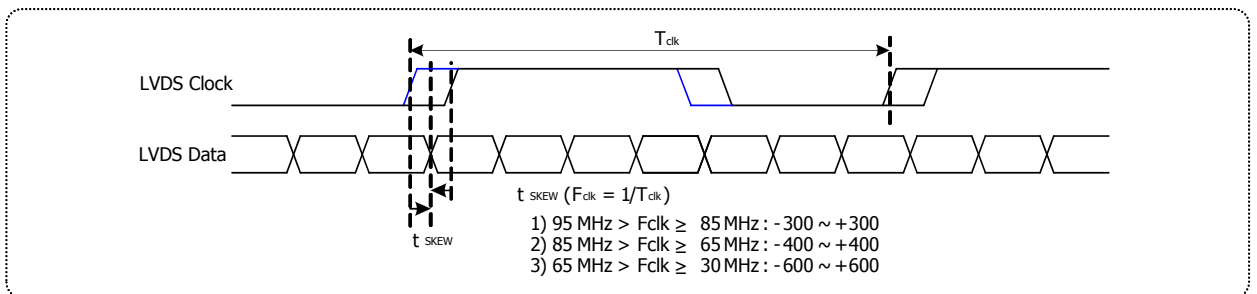 Tclk
LVDS Clock
LVDS Data
t SKEW (Fclk = 1/Tclk)
1) 95 MHz > Fclk ≥ 85 MHz : -300 ~ +300
2) 85 MHz > Fclk ≥ 65 MHz : -400 ~ +400
3) 65 MHz > Fclk ≥ 30 MHz : -600 ~ +600
t SKEW